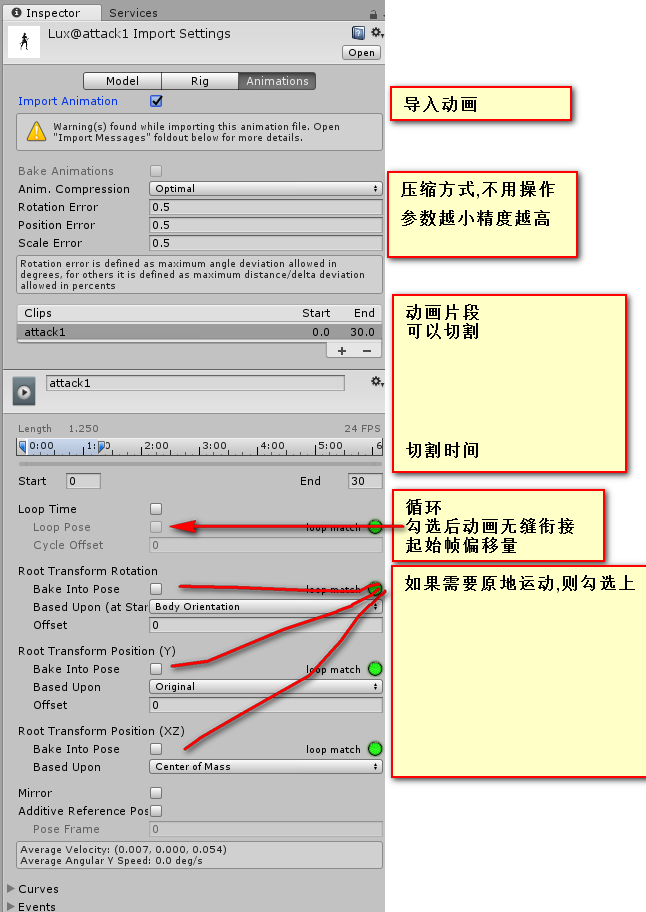 Inspector Services
Lux@attack1 Import Settings
Open
Model Rig Animations
Import Animation
导入动画
Warning(s) found while importing this animation file. Open
"Import Messages" foldout below for more details.
Bake Animations
Anim. Compression Optimal
压缩方式,不用操作
Rotation Error 0.5
参数越小精度越高
Position Error 0.5
Scale Error 0.5
Rotation error is defined as maximum angle deviation allowed in
degrees, for others it is defined as maximum distance/delta deviation
allowed in percents
Clips Start End
动画片段
attack1 0.0 30.0
可以切割
+ −
attack1
Length 1.250 24 FPS
0:00 1:00 2:00 3:00 4:00 5:00 6
切割时间
Start 0 End 30
Loop Time
循环
Loop Pose loop match
勾选后动画无缝衔接
Cycle Offset 0
起始帧偏移量
Root Transform Rotation
如果需要原地运动,则勾选上
Bake Into Pose loop match
Based Upon (at Star Body Orientation
Offset 0
Root Transform Position (Y)
Bake Into Pose loop match
Based Upon Original
Offset 0
Root Transform Position (XZ)
Bake Into Pose loop match
Based Upon Center of Mass
Mirror
Additive Reference Pos
Pose Frame 0
Average Velocity: (0.007, 0.000, 0.054)
Average Angular Y Speed: 0.0 deg/s
Curves
Events